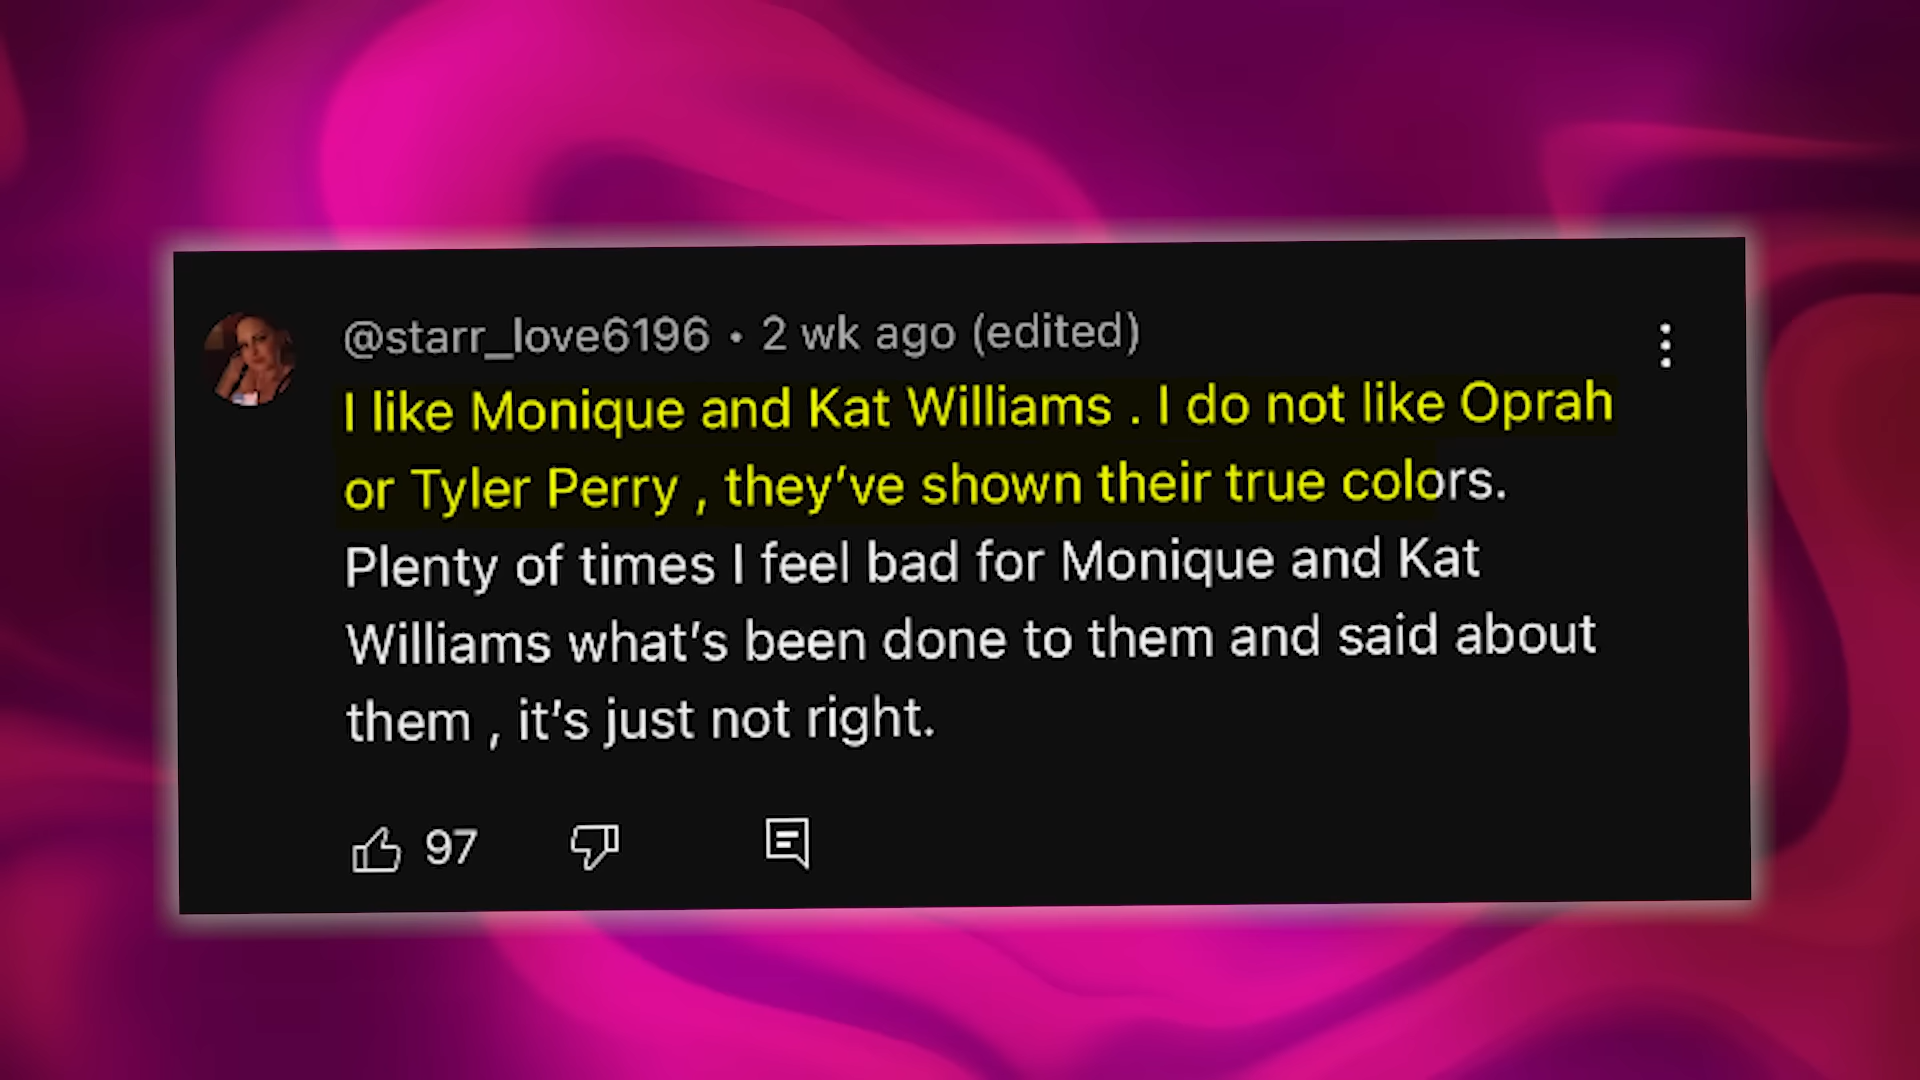 @starr_love6196 • 2 wk ago (edited)
I like Monique and Kat Williams . I do not like Oprah
or Tyler Perry , they’ve shown their true colors.
Plenty of times I feel bad for Monique and Kat
Williams what’s been done to them and said about
them , it’s just not right.
97